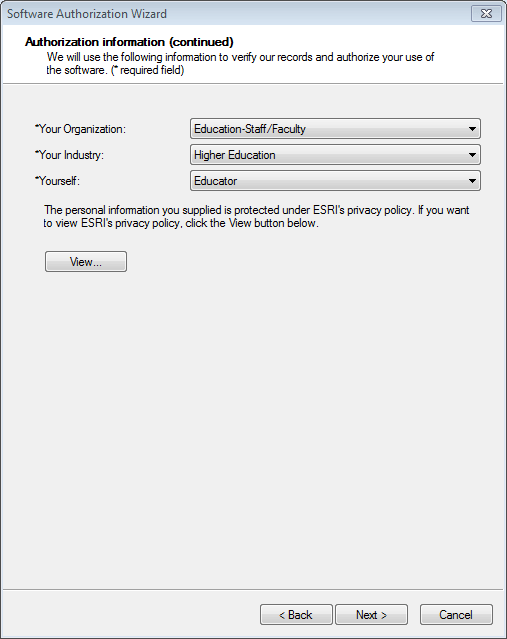 Software Authorization Wizard
Authorization information (continued)
We will use the following information to verify our records and authorize your use of
the software. (* required field)
*Your Organization: Education-Staff/Faculty
*Your Industry: Higher Education
*Yourself: Educator
The personal information you supplied is protected under ESRI's privacy policy. If you want
to view ESRI's privacy policy, click the View button below.
View...
< Back Next > Cancel